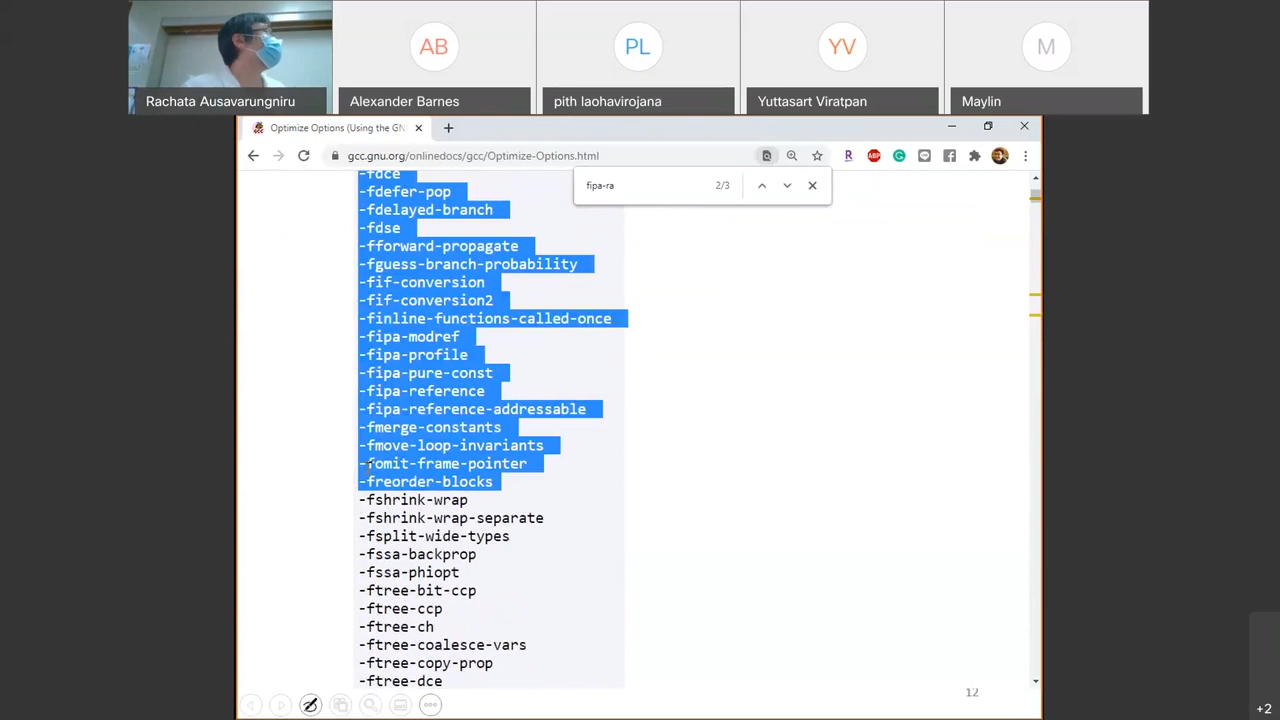 AB
PL
YV
M
Rachata Ausavarungniru
Alexander Barnes
pith laohavirojana
Yuttasart Viratpan
Maylin
Optimize Options (Using the GN
gcc.gnu.org/onlinedocs/gcc/Optimize-Options.html
R
ABP
fipa-ra 2/3
-fdce
-fdefer-pop
-fdelayed-branch
-fdse
-fforward-propagate
-fguess-branch-probability
-fif-conversion
-fif-conversion2
-finline-functions-called-once
-fipa-modref
-fipa-profile
-fipa-pure-const
-fipa-reference
-fipa-reference-addressable
-fmerge-constants
-fmove-loop-invariants
-fomit-frame-pointer
-freorder-blocks
-fshrink-wrap
-fshrink-wrap-separate
-fsplit-wide-types
-fssa-backprop
-fssa-phiopt
-ftree-bit-ccp
-ftree-ccp
-ftree-ch
-ftree-coalesce-vars
-ftree-copy-prop
-ftree-dce
12
+2